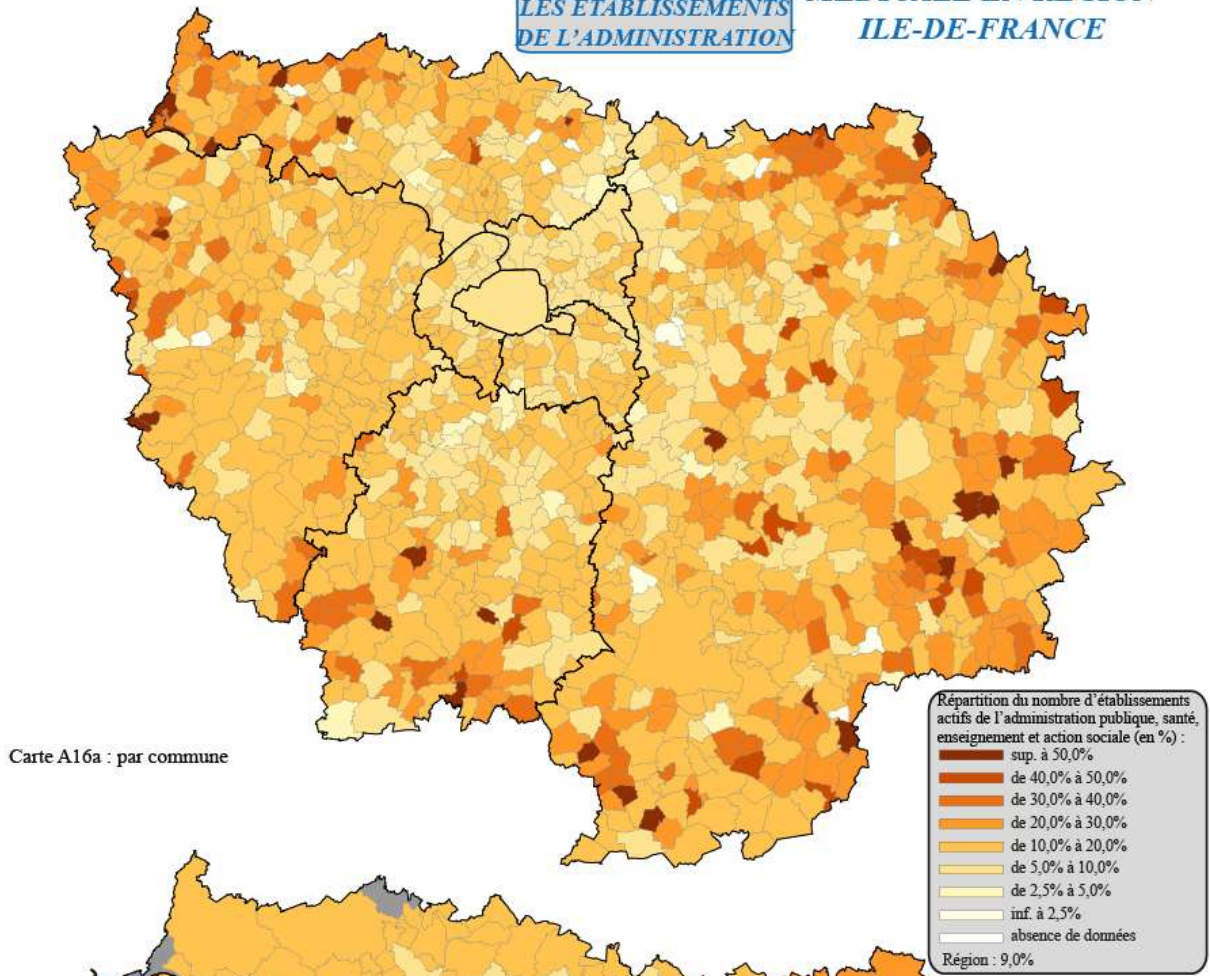 LES ÉTABLISSEMENTS
DE L'ADMINISTRATION
ILE-DE-FRANCE
Carte A16a : par commune
Répartition du nombre d'établissements
actifs de l'administration publique, santé,
enseignement et action sociale (en %) :
sup. à 50,0%
de 40,0% à 50,0%
de 30,0% à 40,0%
de 20,0% à 30,0%
de 10,0% à 20,0%
de 5,0% à 10,0%
de 2,5% à 5,0%
inf. à 2,5%
absence de données
Région : 9,0%